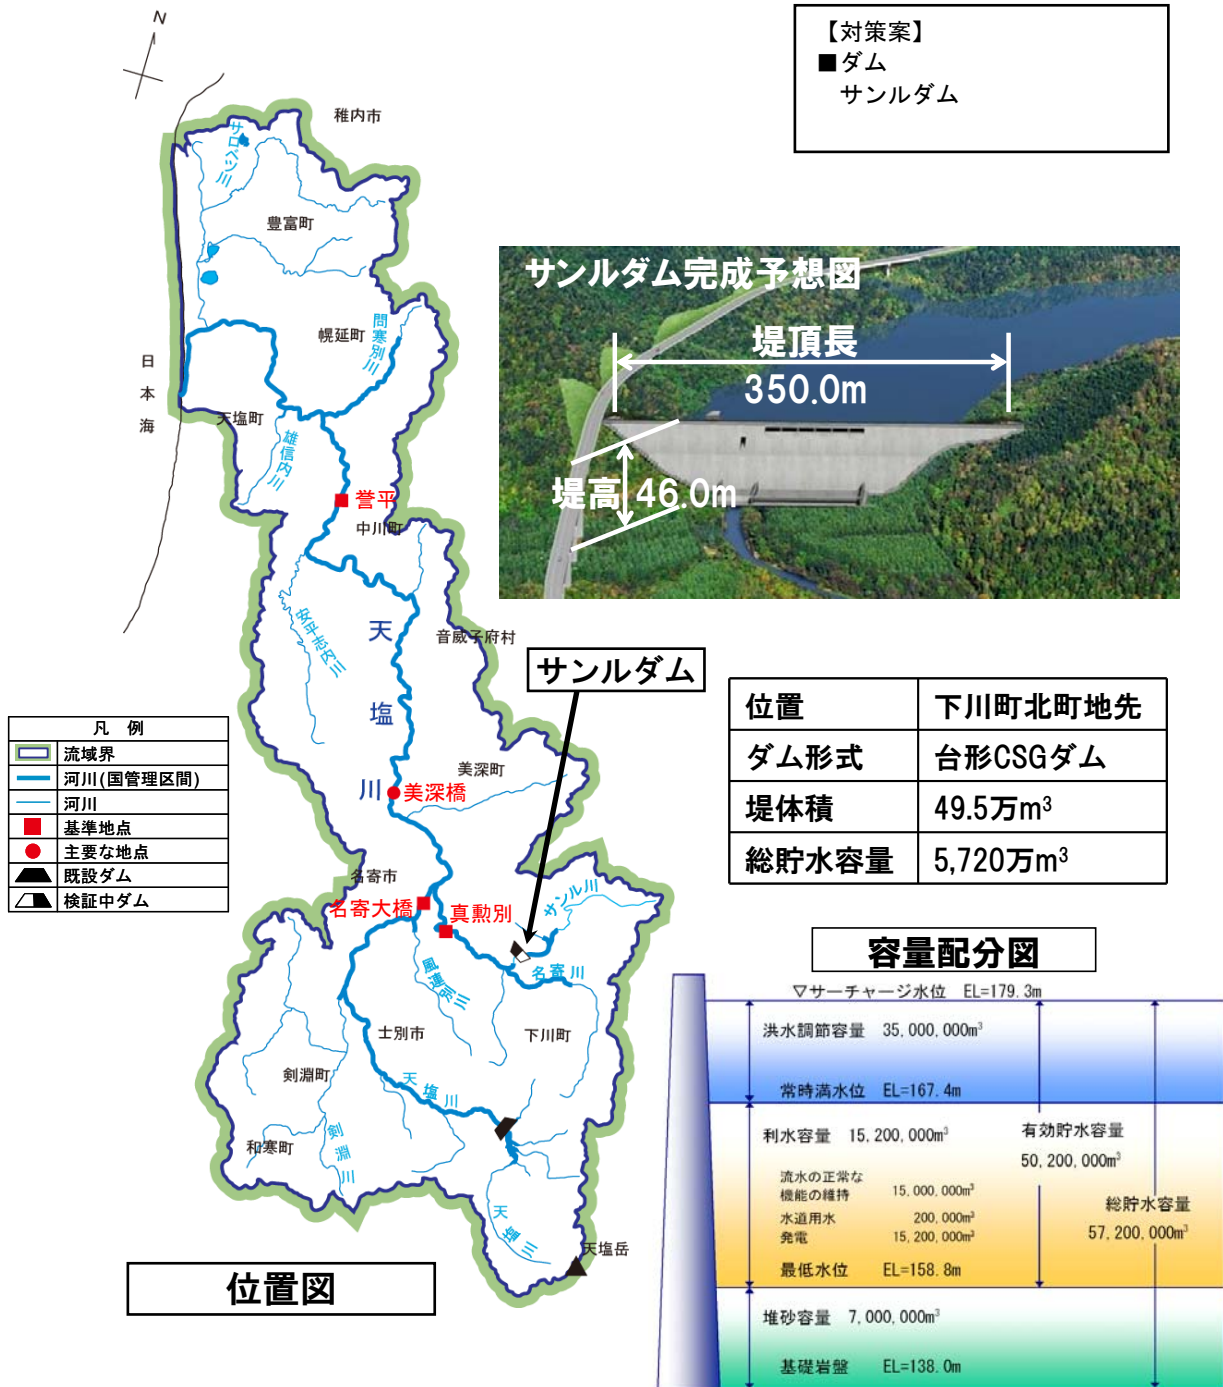 【対策案】
■ダム
サンルダム
N
稚内市
サロベツ川
豊富町
幌延町
問寒別川
日本海
天塩町
雄信内川
誉平
中川町
安平志内川
天塩川
音威子府村
サンルダム
美深町
美深橋
名寄市
名寄大橋
真勲別
サンル川
名寄川
風連別川
士別市
下川町
剣淵町
天塩川
和寒町
剣淵川
天塩川
天塩岳
位置図
凡 例
流域界
河川(国管理区間)
河川
基準地点
主要な地点
既設ダム
検証中ダム
サンルダム完成予想図
堤頂長
350.0m
堤高 46.0m
位置 下川町北町地先
ダム形式 台形CSGダム
堤体積 49.5万m³
総貯水容量 5,720万m³
容量配分図
▽サーチャージ水位 EL=179.3m
洪水調節容量 35,000,000m³
常時満水位 EL=167.4m
利水容量 15,200,000m³
有効貯水容量
50,200,000m³
流水の正常な
機能の維持 15,000,000m³
水道用水 200,000m³
発電 15,200,000m³
総貯水容量
57,200,000m³
最低水位 EL=158.8m
堆砂容量 7,000,000m³
基礎岩盤 EL=138.0m